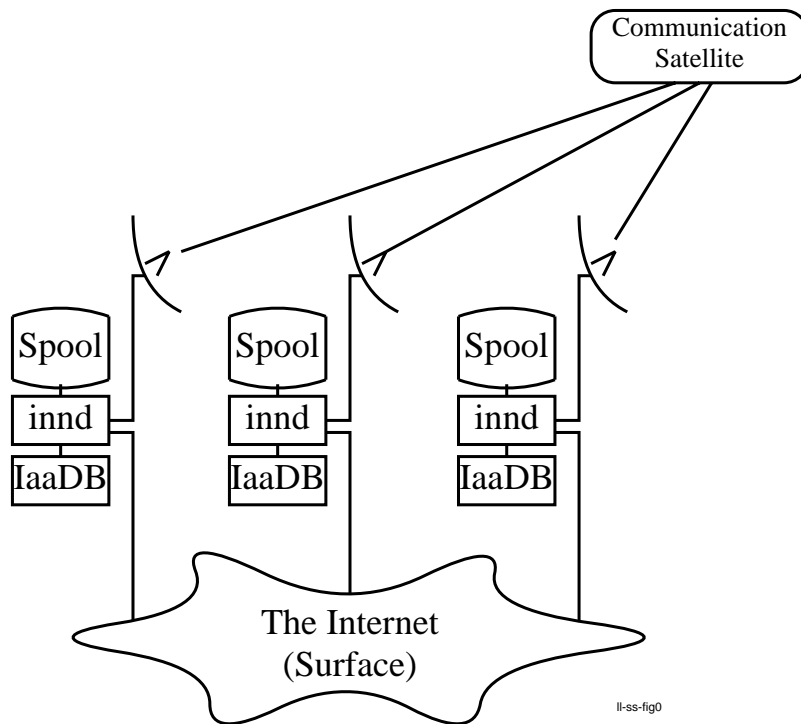 Communication
Satellite
Spool
Spool
Spool
innd
innd
innd
IaaDB
IaaDB
IaaDB
The Internet
(Surface)
ll-ss-fig0